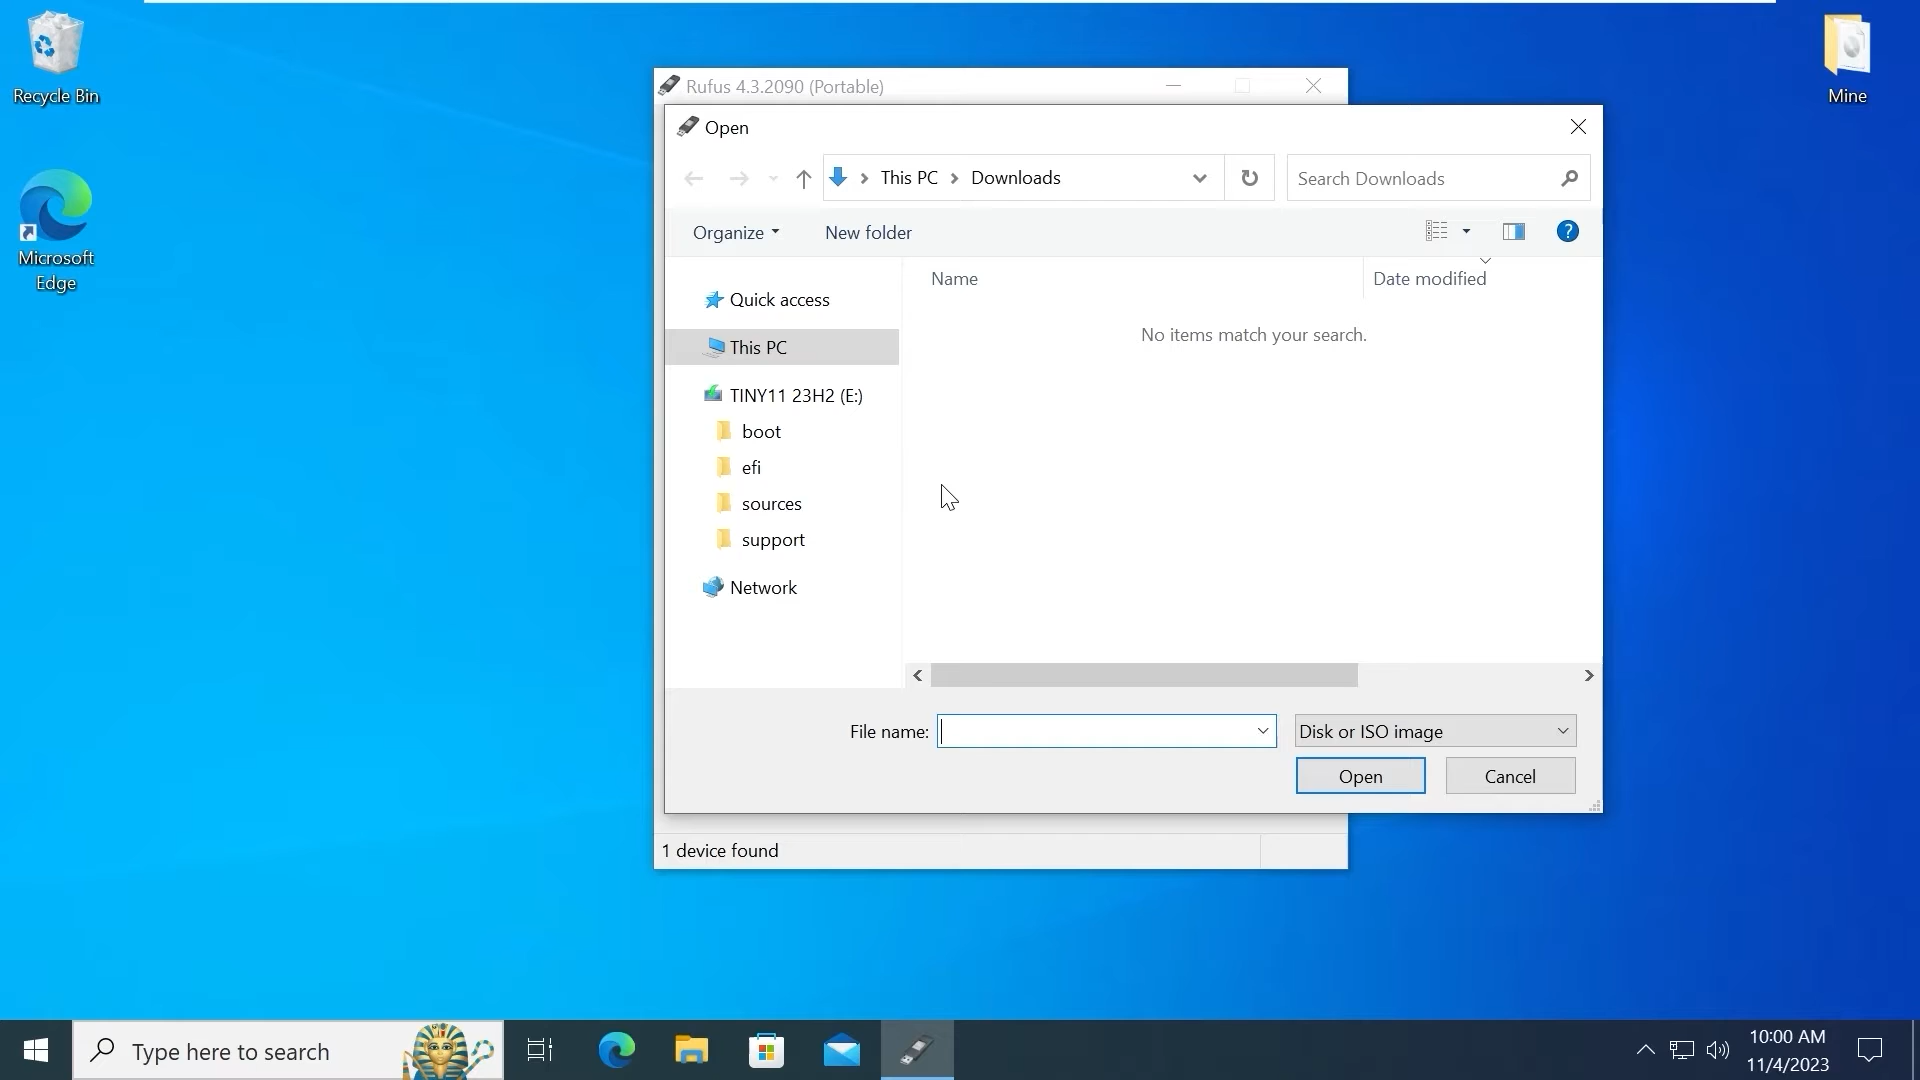 Recycle Bin
Microsoft
Edge
Mine
Rufus 4.3.2090 (Portable)
Open
This PC
Downloads
Search Downloads
Organize
New folder
?
Name
Date modified
Quick access
This PC
TINY11 23H2 (E:)
boot
efi
sources
support
Network
No items match your search.
File name:
Disk or ISO image
Open
Cancel
1 device found
Type here to search
10:00 AM
11/4/2023